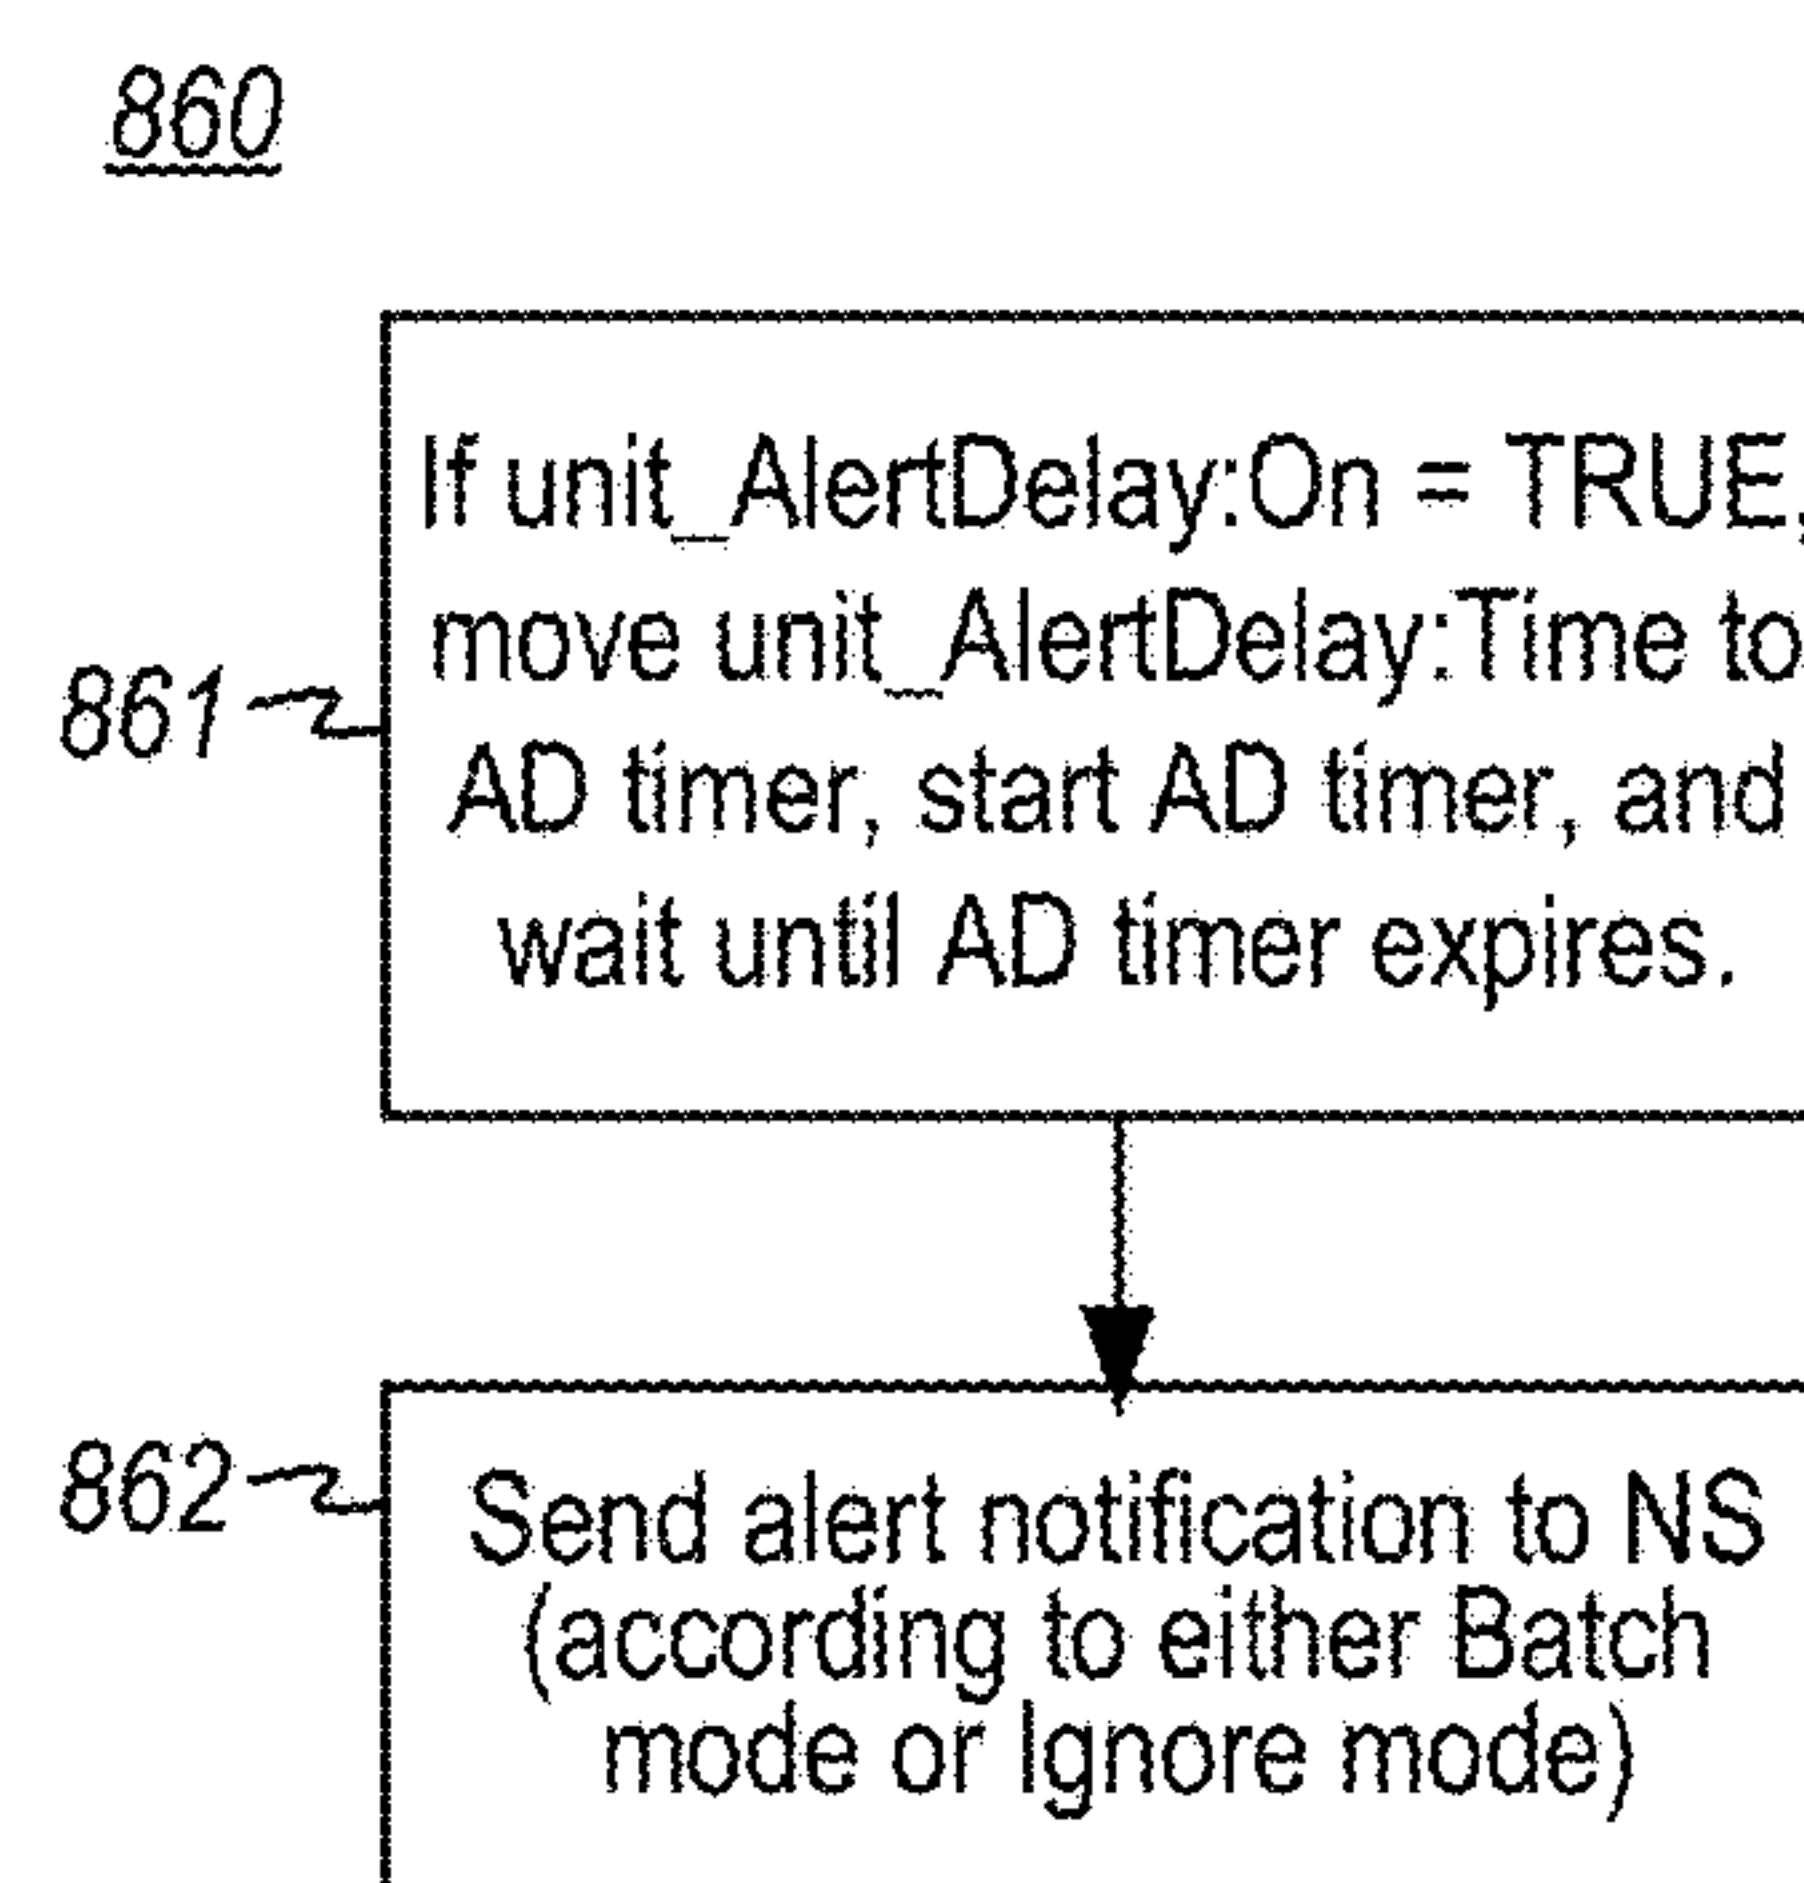 860
If unit_AlertDelay:On = TRUE,
move unit_AlertDelay:Time to
861
AD timer, start AD timer, and
wait until AD timer expires.
862
Send alert notification to NS
(according to either Batch
mode or Ignore mode)